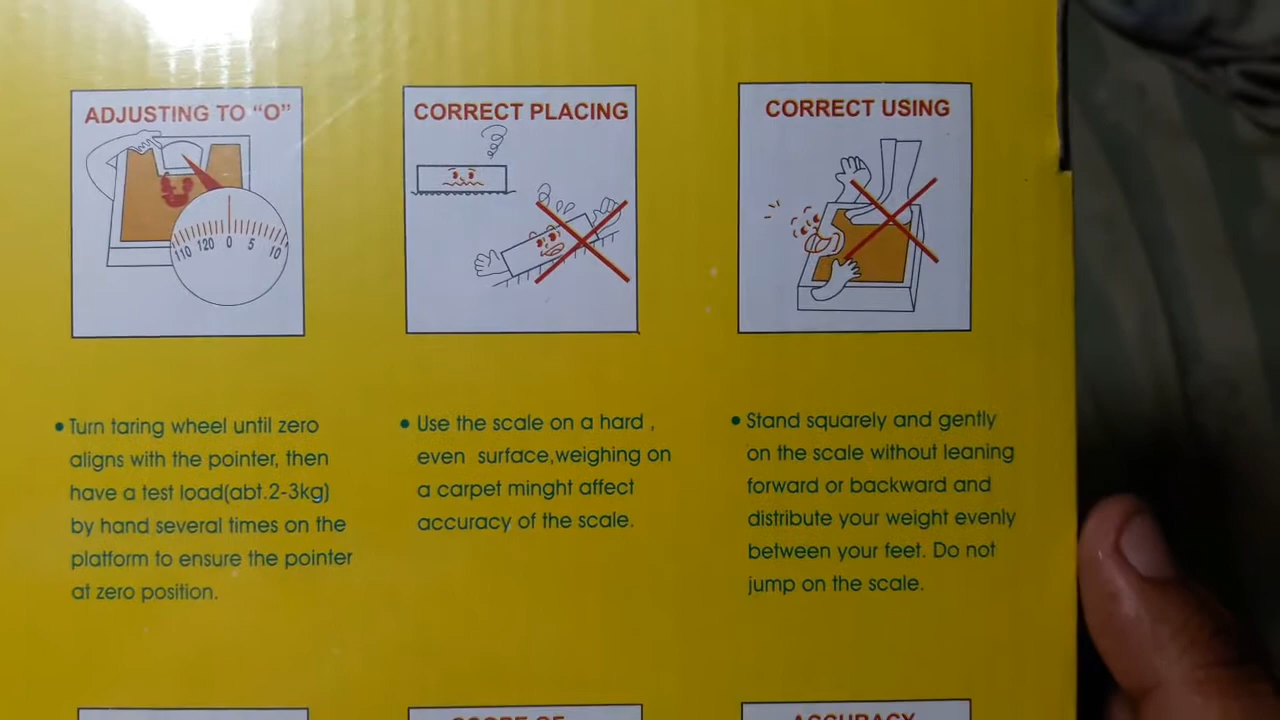 ADJUSTING TO “O”
110 120 0 5 10
• Turn taring wheel until zero
aligns with the pointer, then
have a test load(abt.2-3kg)
by hand several times on the
platform to ensure the pointer
at zero position.
CORRECT PLACING
• Use the scale on a hard ,
even surface,weighing on
a carpet minght affect
accuracy of the scale.
CORRECT USING
• Stand squarely and gently
on the scale without leaning
forward or backward and
distribute your weight evenly
between your feet. Do not
jump on the scale.
SCOPE OF
ACCURACY